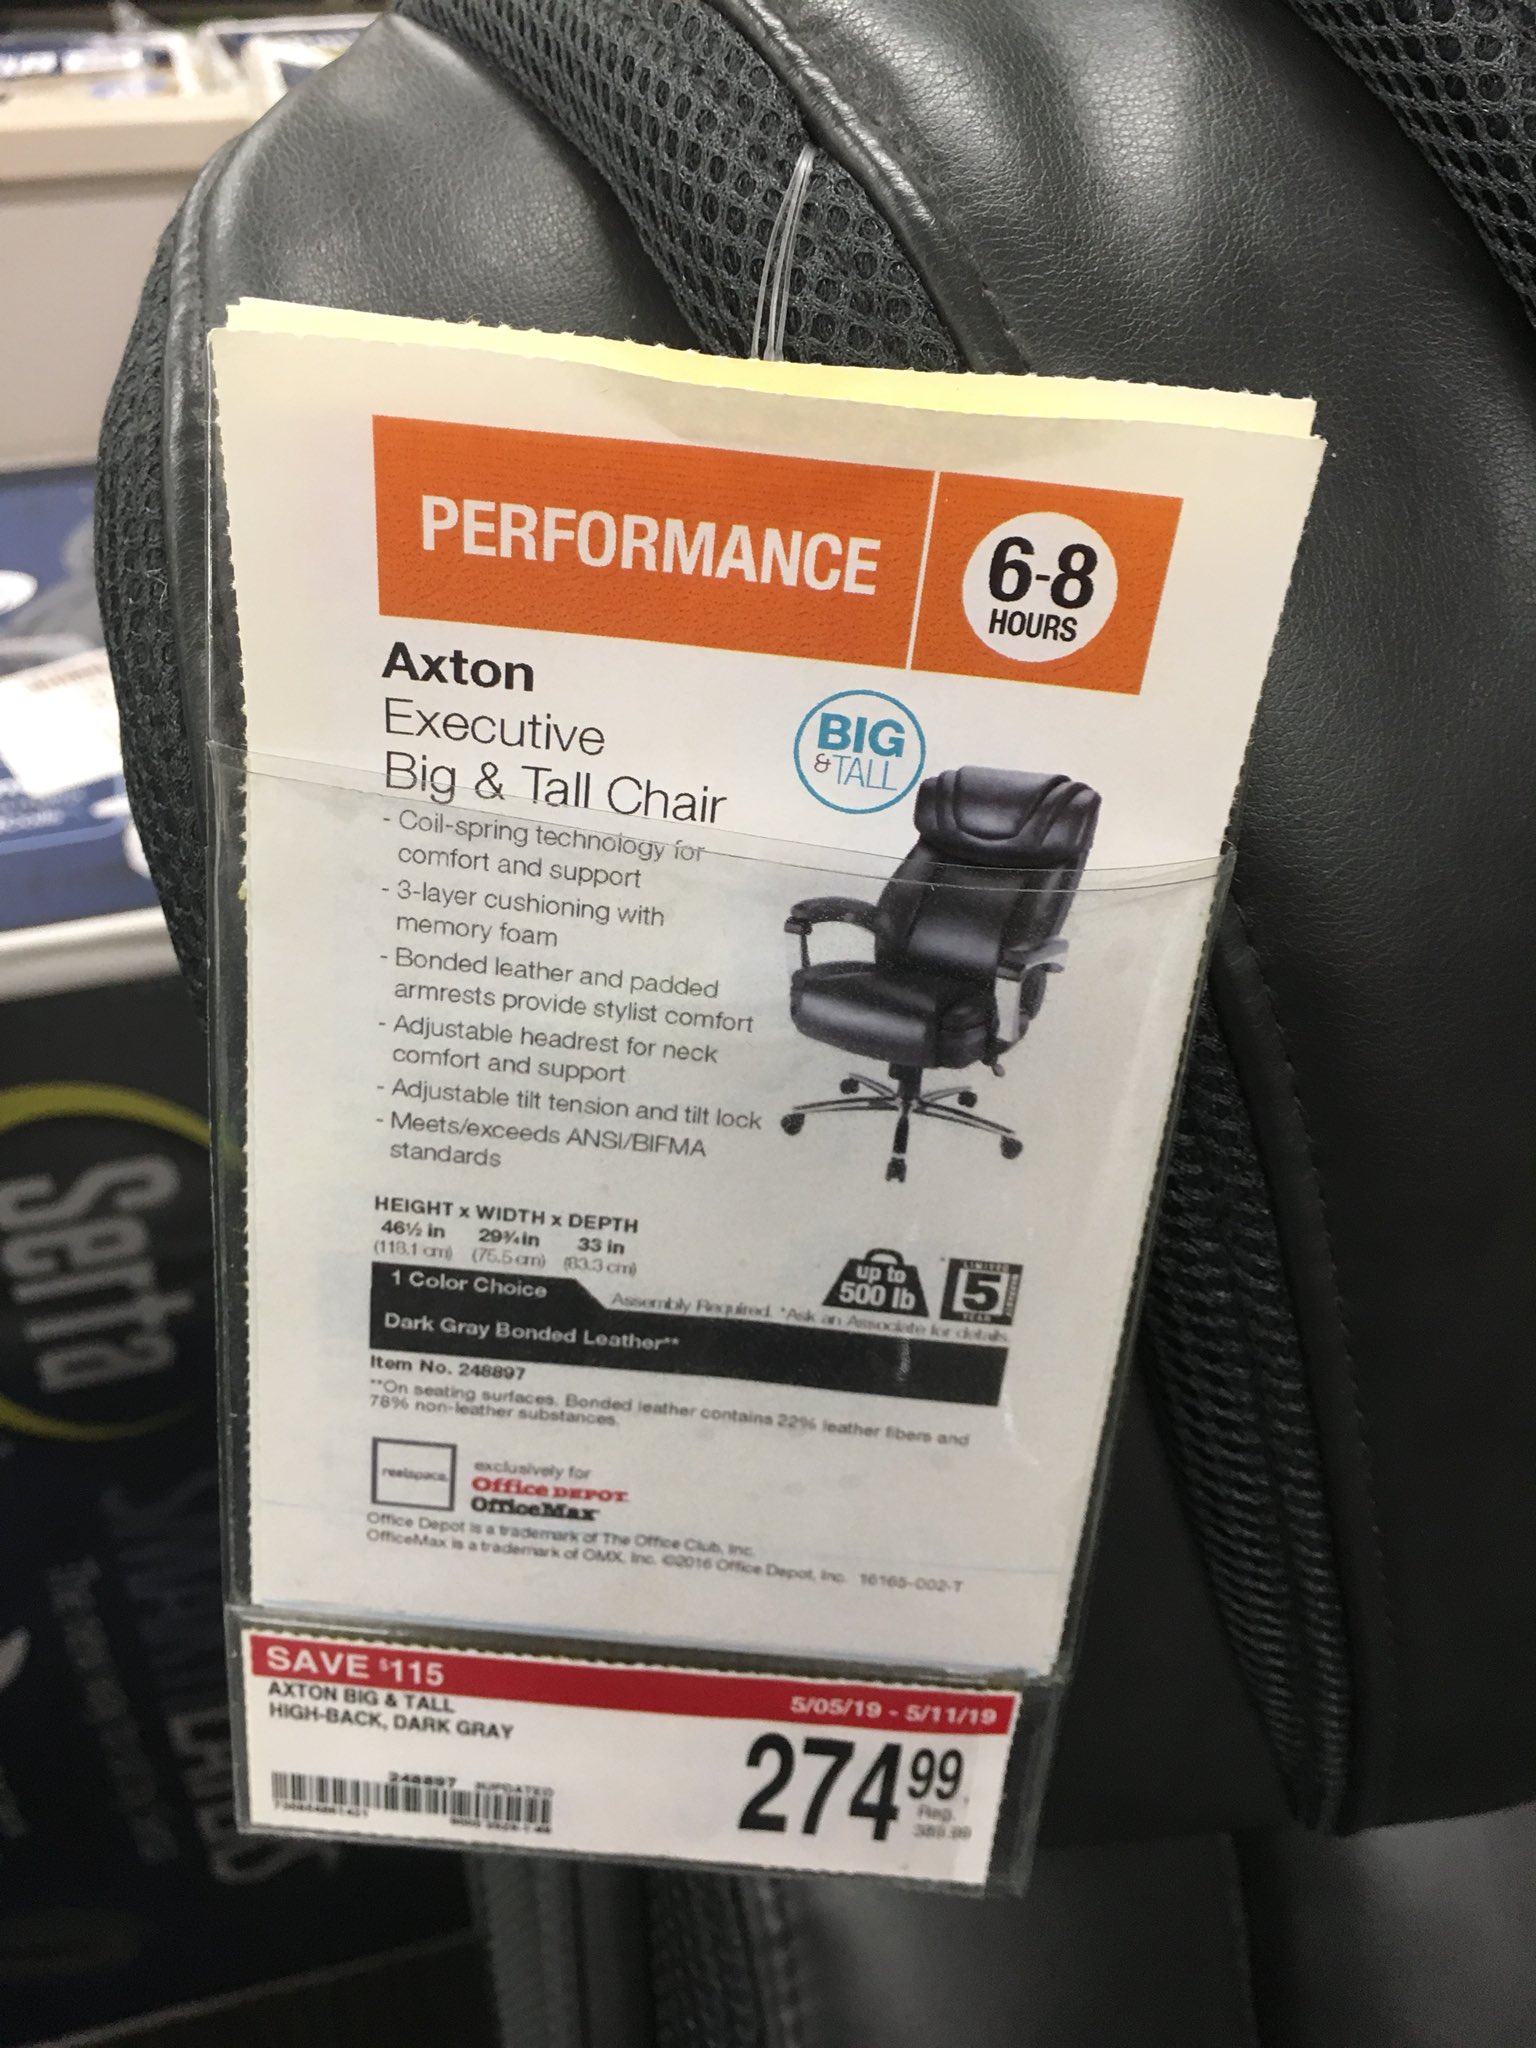 PERFORMANCE
6-8
HOURS
Axton
Executive
Big & Tall Chair
BIG
& TALL
- Coil-spring technology for
comfort and support
- 3-layer cushioning with
memory foam
- Bonded leather and padded
armrests provide stylist comfort
- Adjustable headrest for neck
comfort and support
- Adjustable tilt tension and tilt lock
- Meets/exceeds ANSI/BIFMA
standards
HEIGHT x WIDTH x DEPTH
46½ in 29¾ in 33 in
(118.1 cm) (75.5 cm) (83.3 cm)
up to
500 lb
*
LIMITED
5
YEAR
1 Color Choice
Assembly Required. *Ask an Associate for details.
Dark Gray Bonded Leather**
Item No. 248897
**On seating surfaces. Bonded leather contains 22% leather fibers and
78% non-leather substances.
realspace.
exclusively for
Office DEPOT
OfficeMax
Office Depot is a trademark of The Office Club, Inc.
OfficeMax is a trademark of OMX, Inc. ©2016 Office Depot, Inc. 16165-002-T
SAVE $115
5/05/19 - 5/11/19
AXTON BIG & TALL
HIGH-BACK, DARK GRAY
274.99
Reg.
389.99
248897
Serta